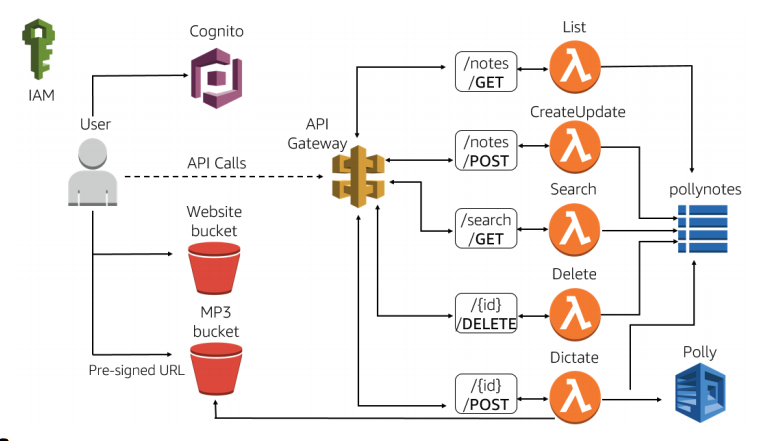 IAM
Cognito
User
API Calls
API
Gateway
Website
bucket
MP3
bucket
Pre-signed URL
/notes
/GET
List
/notes
/POST
CreateUpdate
/search
/GET
Search
/{id}
/DELETE
Delete
/{id}
/POST
Dictate
pollynotes
Polly